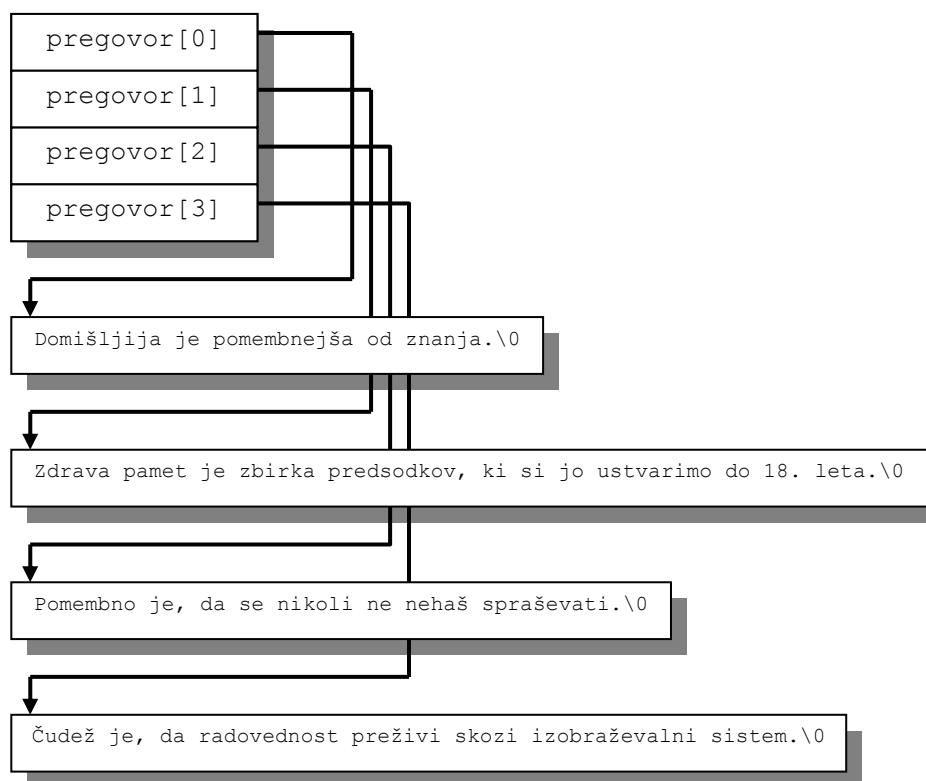 pregovor[0]
pregovor[1]
pregovor[2]
pregovor[3]
Domišljija je pomembnejša od znanja.\0
Zdrava pamet je zbirka predsodkov, ki si jo ustvarimo do 18. leta.\0
Pomembno je, da se nikoli ne nehaš spraševati.\0
Čudež je, da radovednost preživi skozi izobraževalni sistem.\0